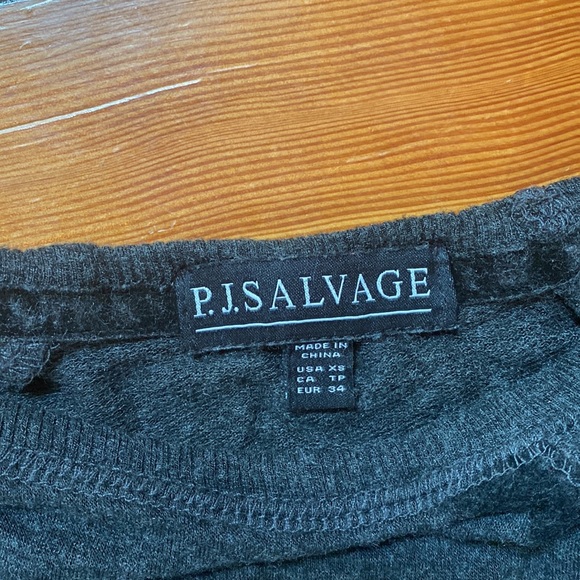 P.J.SALVAGE
MADE IN
CHINA
USA XS
CA TP
EUR 34